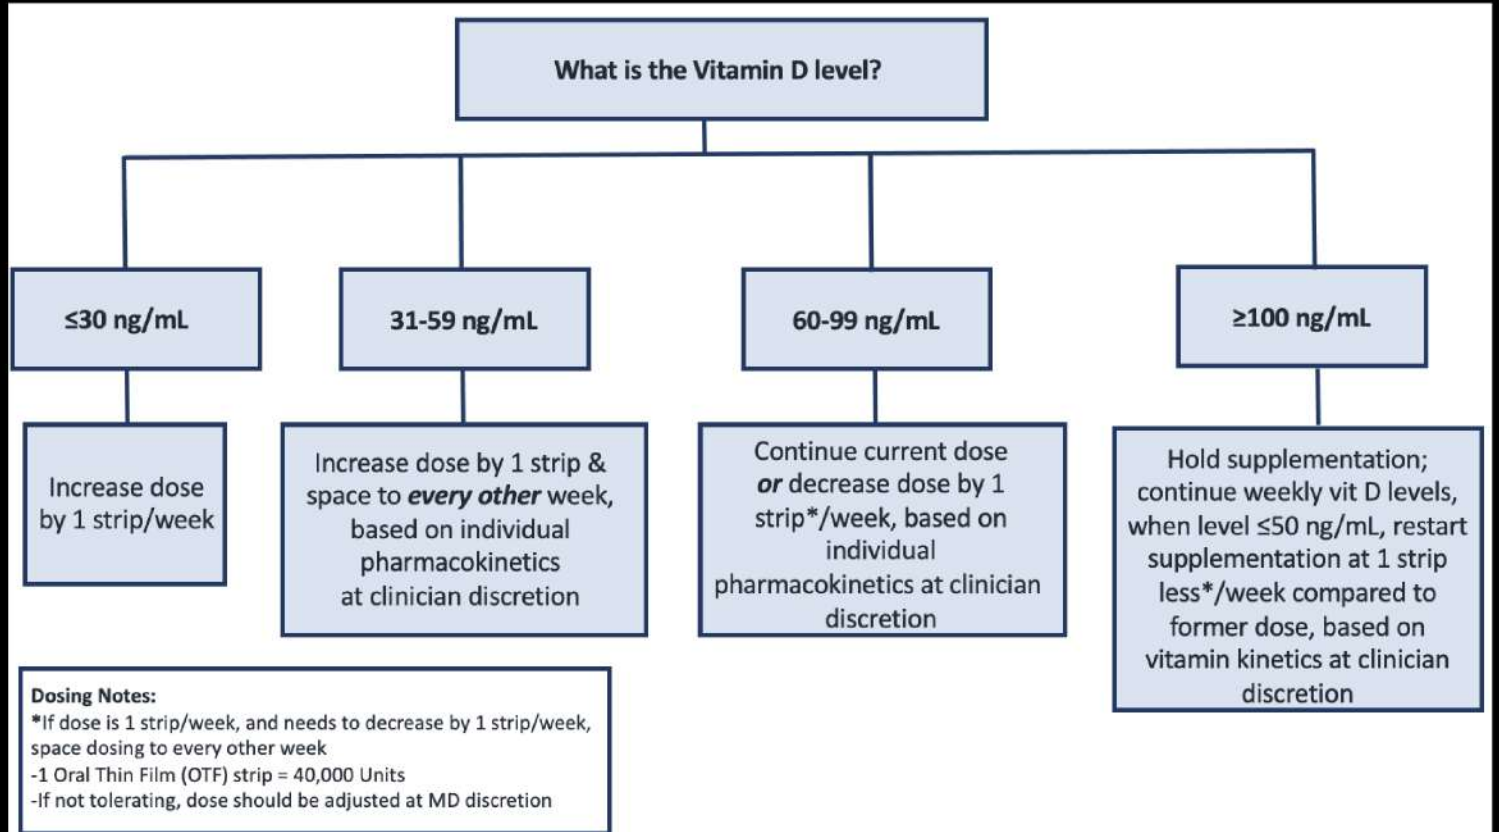 What is the Vitamin D level?
≤30 ng/mL
31-59 ng/mL
60-99 ng/mL
≥100 ng/mL
Increase dose
by 1 strip/week
Increase dose by 1 strip &
space to every other week,
based on individual
pharmacokinetics
at clinician discretion
Continue current dose
or decrease dose by 1
strip*/week, based on
individual
pharmacokinetics at clinician
discretion
Hold supplementation;
continue weekly vit D levels,
when level ≤50 ng/mL, restart
supplementation at 1 strip
less*/week compared to
former dose, based on
vitamin kinetics at clinician
discretion
Dosing Notes:
*If dose is 1 strip/week, and needs to decrease by 1 strip/week,
space dosing to every other week
-1 Oral Thin Film (OTF) strip = 40,000 Units
-If not tolerating, dose should be adjusted at MD discretion